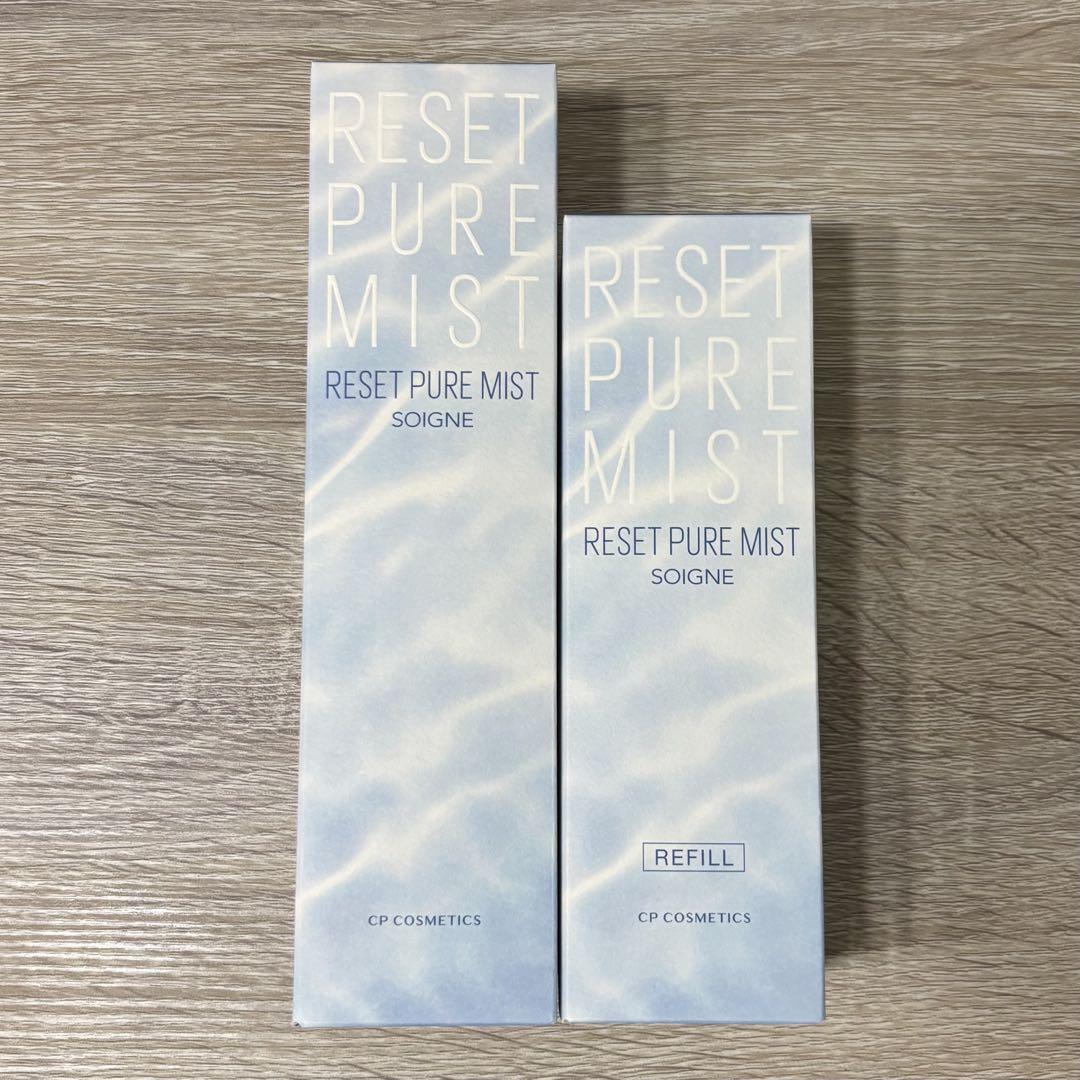 RESET
PURE
MIST
RESET PURE MIST
SOIGNE
CP COSMETICS
RESET
PURE
MIST
RESET PURE MIST
SOIGNE
REFILL
CP COSMETICS